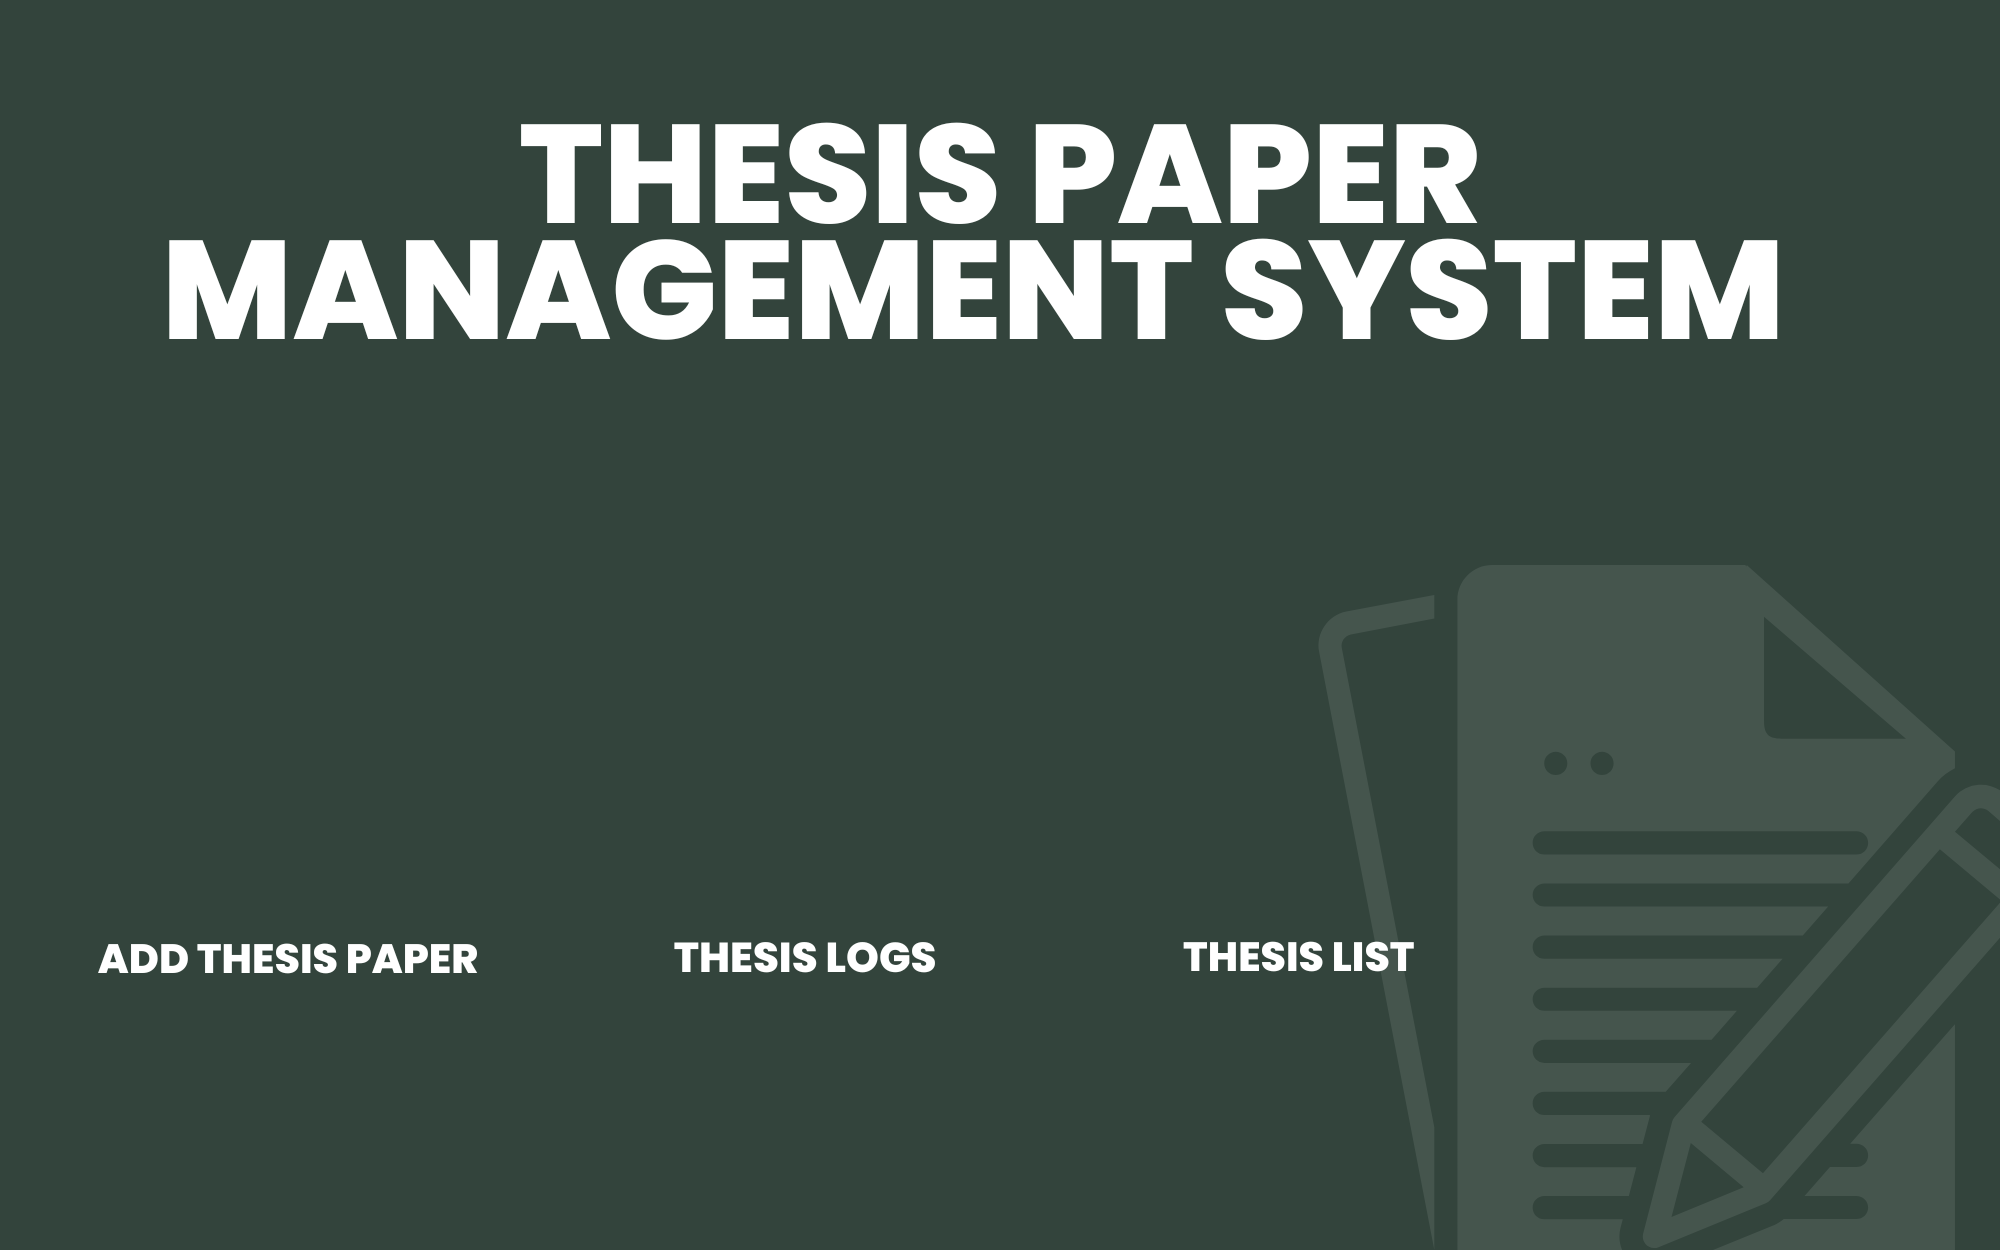 THESIS PAPER
MANAGEMENT SYSTEM
ADD THESIS PAPER
THESIS LOGS
THESIS LIST